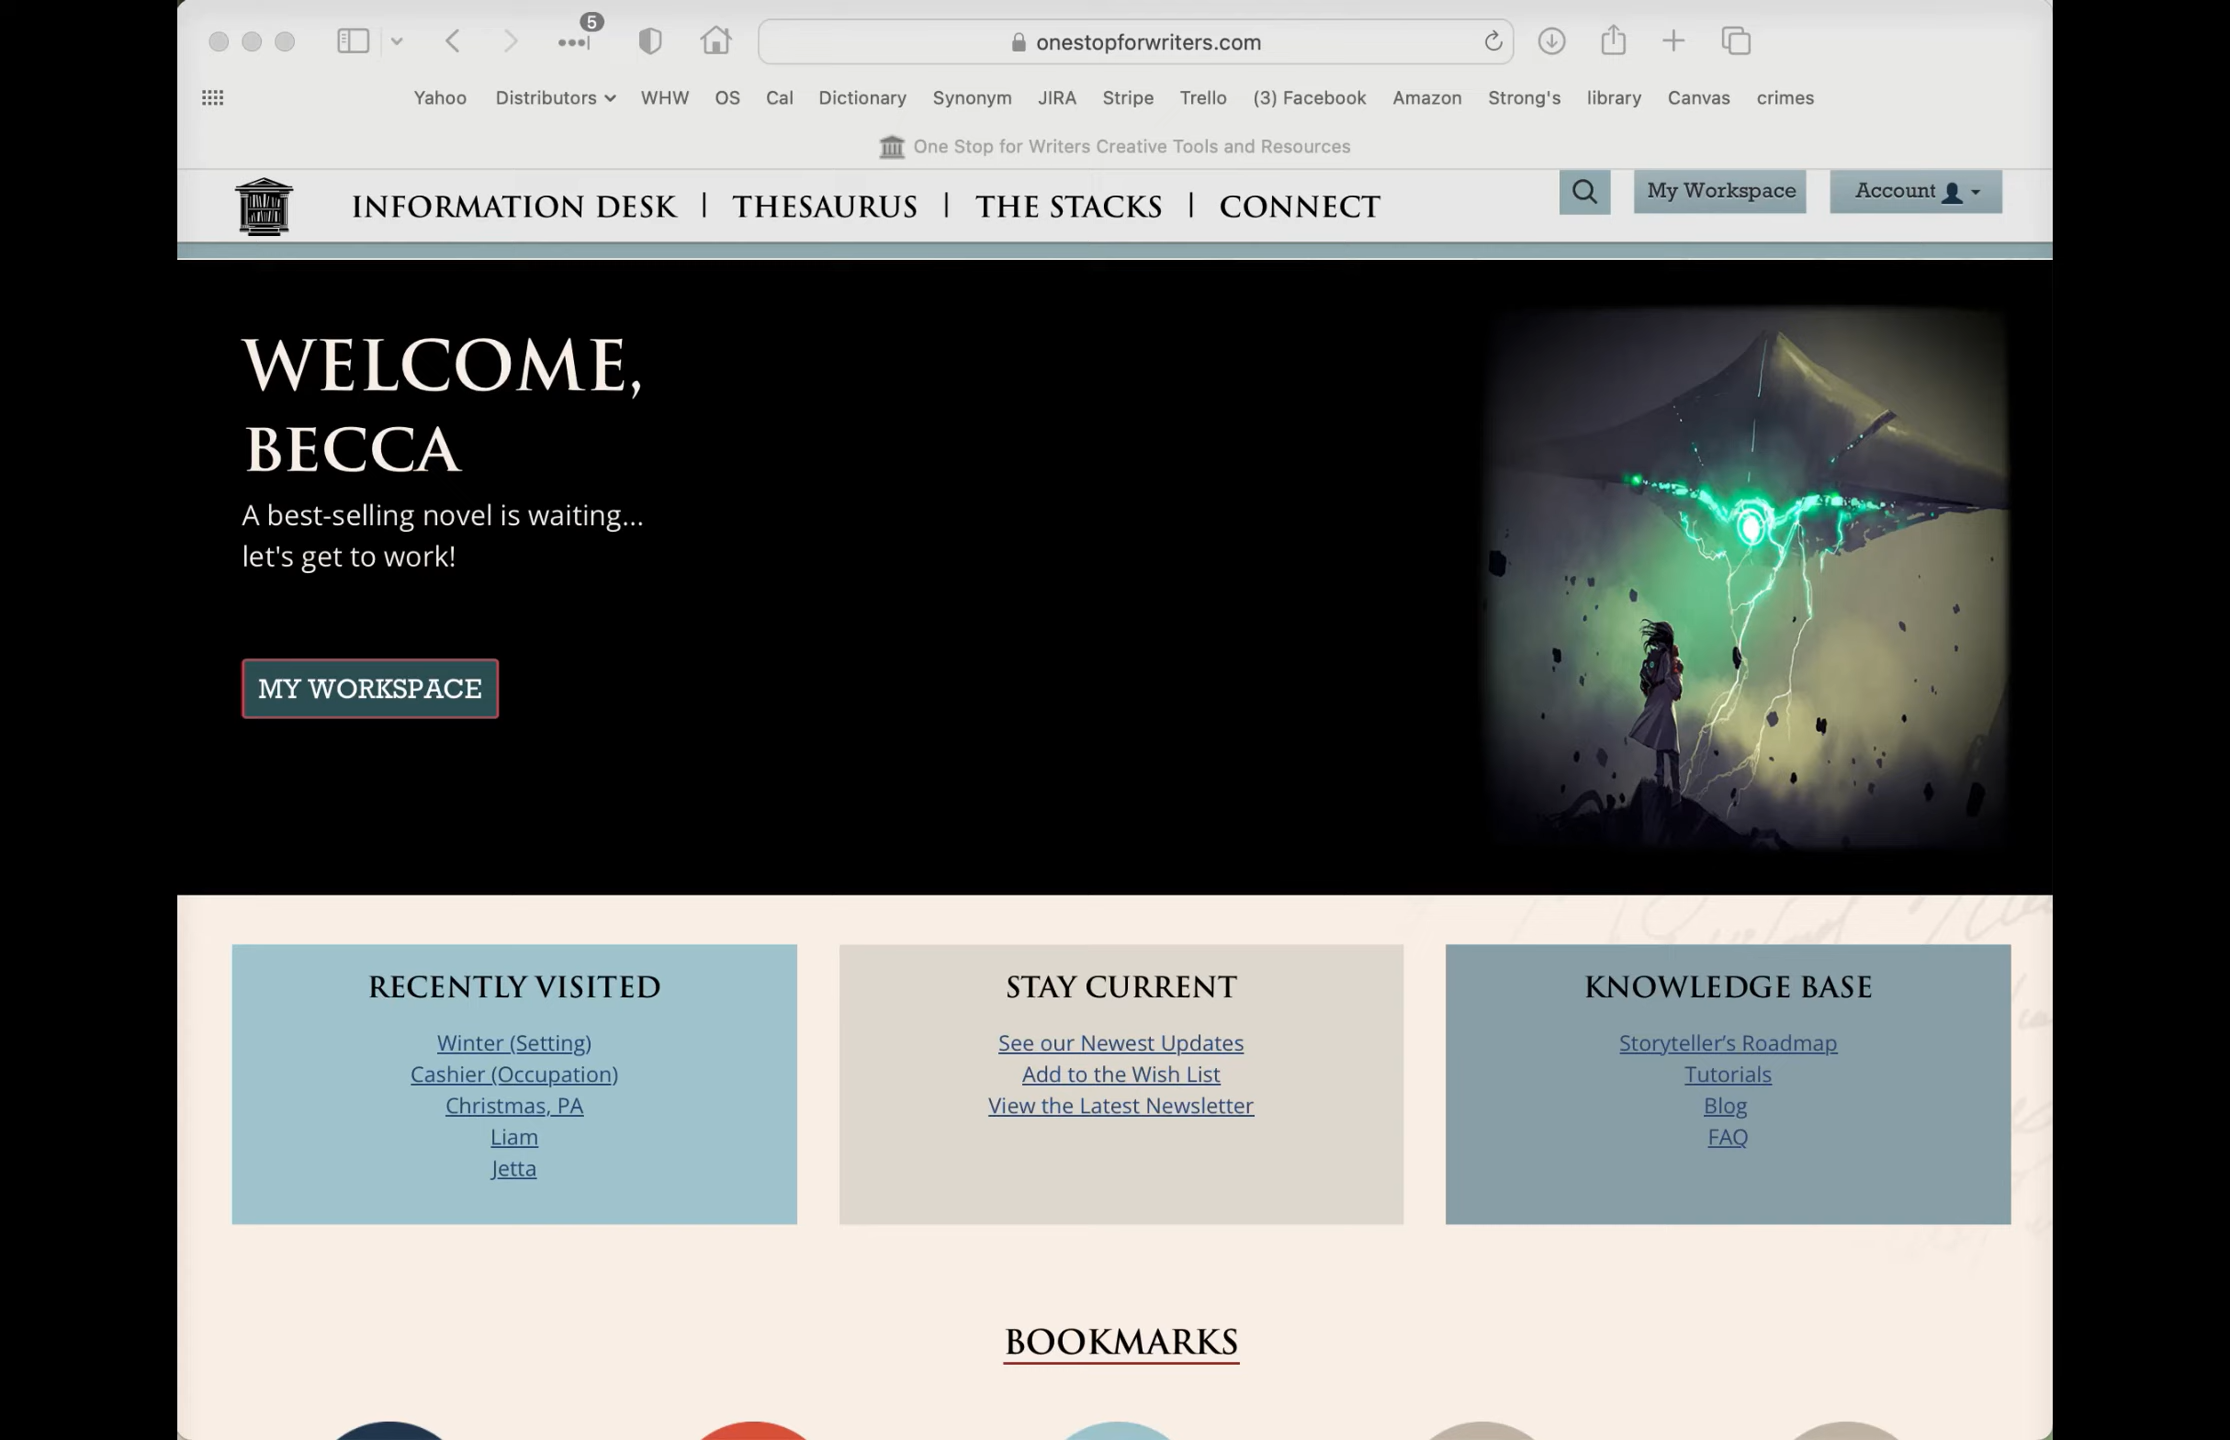 5
onestopforwriters.com
Yahoo Distributors WHW OS Cal Dictionary Synonym JIRA Stripe Trello (3) Facebook Amazon Strong's library Canvas crimes
One Stop for Writers Creative Tools and Resources
INFORMATION DESK | THESAURUS | THE STACKS | CONNECT
My Workspace
Account
WELCOME,
BECCA
A best-selling novel is waiting...
let's get to work!
MY WORKSPACE
RECENTLY VISITED
Winter (Setting)
Cashier (Occupation)
Christmas, PA
Liam
Jetta
STAY CURRENT
See our Newest Updates
Add to the Wish List
View the Latest Newsletter
KNOWLEDGE BASE
Storyteller’s Roadmap
Tutorials
Blog
FAQ
BOOKMARKS